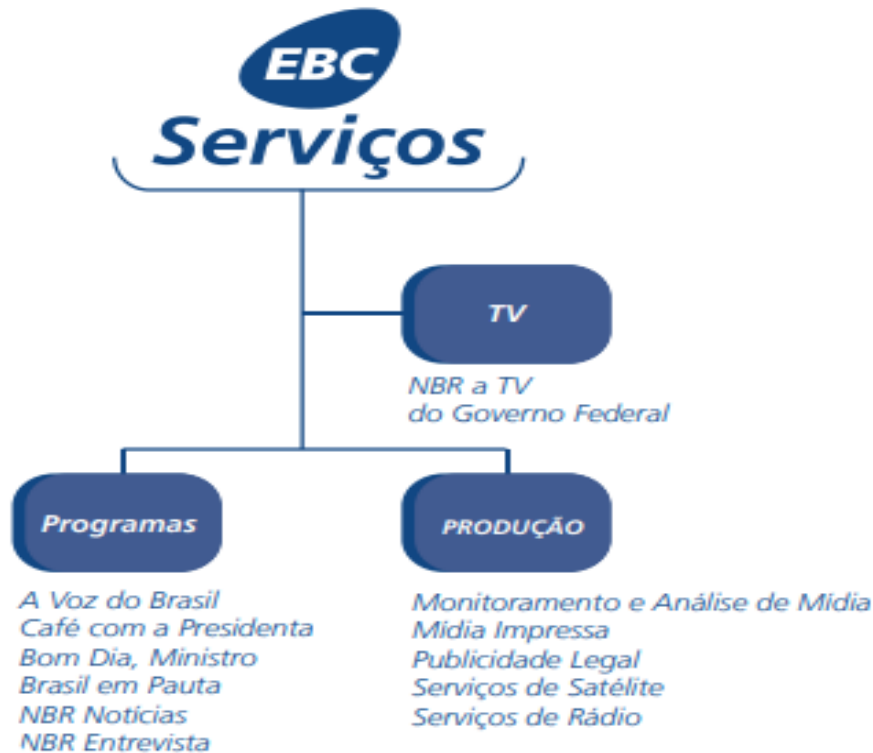 EBC
Serviços
TV
NBR a TV
do Governo Federal
Programas
A Voz do Brasil
Café com a Presidenta
Bom Dia, Ministro
Brasil em Pauta
NBR Notícias
NBR Entrevista
PRODUÇÃO
Monitoramento e Análise de Mídia
Mídia Impressa
Publicidade Legal
Serviços de Satélite
Serviços de Rádio